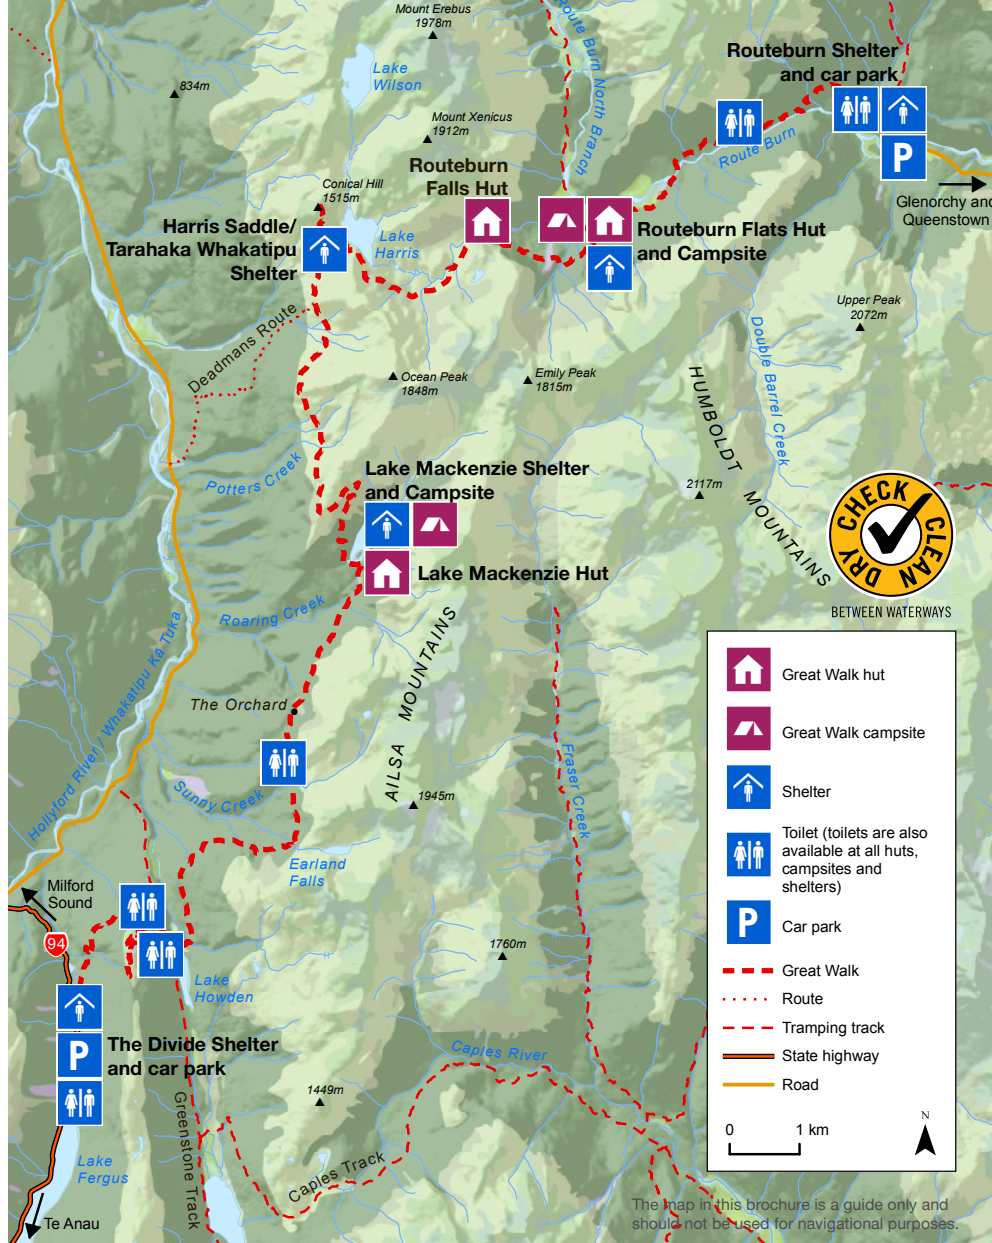 Mount Erebus
1978m
Route Burn North Branch
Routeburn Shelter
and car park
Lake
Wilson
834m
Mount Xenicus
1912m
Route Burn
P
Glenorchy and
Queenstown
Routeburn
Falls Hut
Conical Hill
1515m
Harris Saddle/
Tarahaka Whakatipu
Shelter
Lake
Harris
Routeburn Flats Hut
and Campsite
Upper Peak
2072m
Deadmans Route
Double Barrel Creek
Ocean Peak
1848m
Emily Peak
1815m
HUMBOLDT MOUNTAINS
Potters Creek
Lake Mackenzie Shelter
and Campsite
2117m
CHECK
CLEAN
DRY
BETWEEN WATERWAYS
Lake Mackenzie Hut
Roaring Creek
Hollyford River / Whakatipu Ka Tuka
AILSA MOUNTAINS
The Orchard
Fraser Creek
Sunny Creek
1945m
Earland
Falls
Milford
Sound
94
1760m
Lake
Howden
P
The Divide Shelter
and car park
Caples River
1449m
Greenstone Track
Caples Track
Lake
Fergus
Te Anau
Great Walk hut
Great Walk campsite
Shelter
Toilet (toilets are also
available at all huts,
campsites and
shelters)
P
Car park
Great Walk
Route
Tramping track
State highway
Road
0 1 km
N
The map in this brochure is a guide only and
should not be used for navigational purposes.